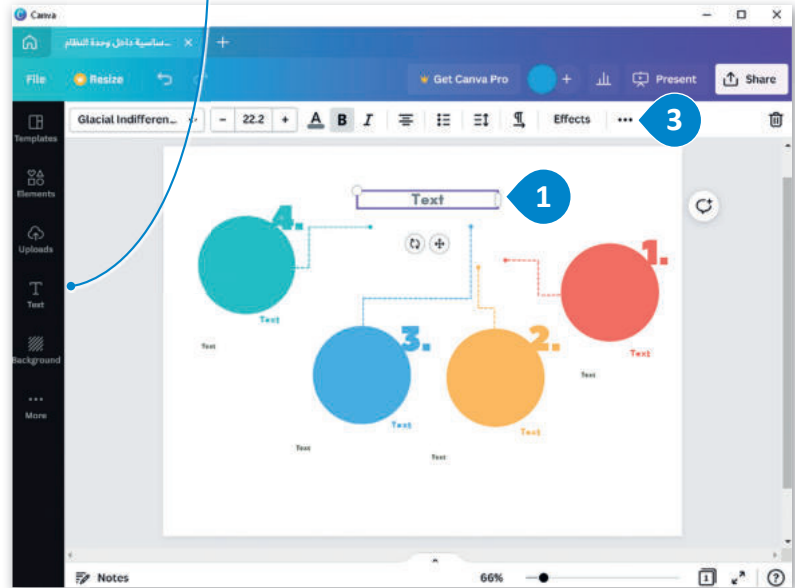 Canva
ـساسية داخل وحدة النظام...
File
Resize
Get Canva Pro
Present
Share
Glacial Indifferen...
- 22.2 +
A B I
Effects
3
Templates
Elements
Uploads
Text
Background
More
Text
1
4.
1.
Text
Text
3.
2.
Text
Text
Text
Text
Text
Text
Notes
66%
1
?